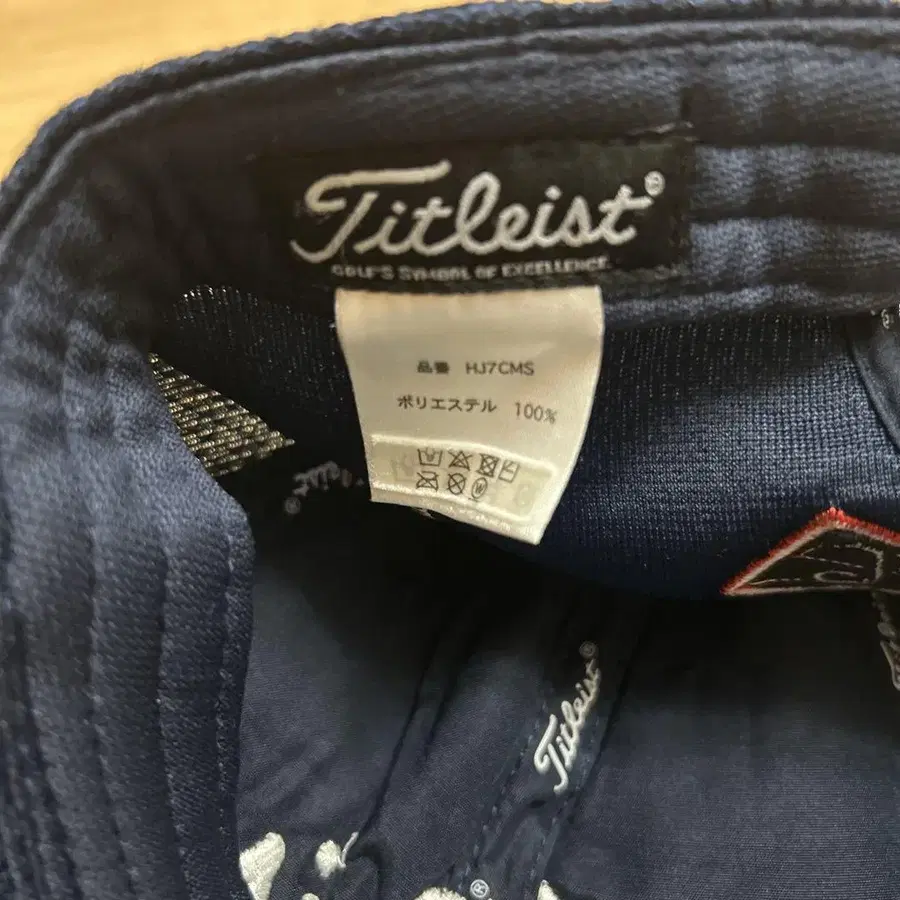 Titleist®
GOLF'S SYMBOL OF EXCELLENCE.
品番 HJ7CMS
ポリエステル 100%
Titleist®
®